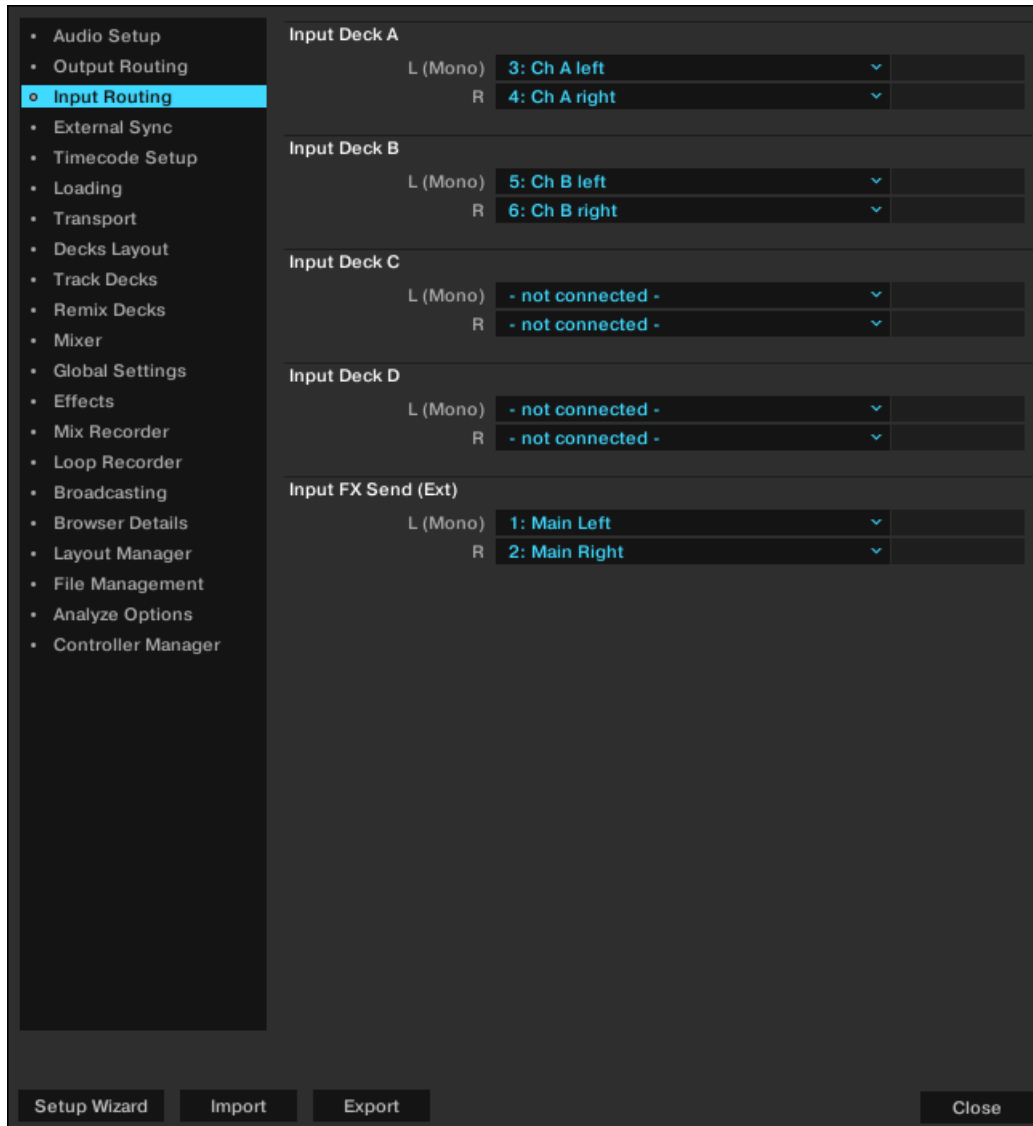 Audio Setup
Output Routing
Input Routing
External Sync
Timecode Setup
Loading
Transport
Decks Layout
Track Decks
Remix Decks
Mixer
Global Settings
Effects
Mix Recorder
Loop Recorder
Broadcasting
Browser Details
Layout Manager
File Management
Analyze Options
Controller Manager
Input Deck A
L (Mono) 3: Ch A left
R 4: Ch A right
Input Deck B
L (Mono) 5: Ch B left
R 6: Ch B right
Input Deck C
L (Mono) - not connected -
R - not connected -
Input Deck D
L (Mono) - not connected -
R - not connected -
Input FX Send (Ext)
L (Mono) 1: Main Left
R 2: Main Right
Setup Wizard Import Export Close